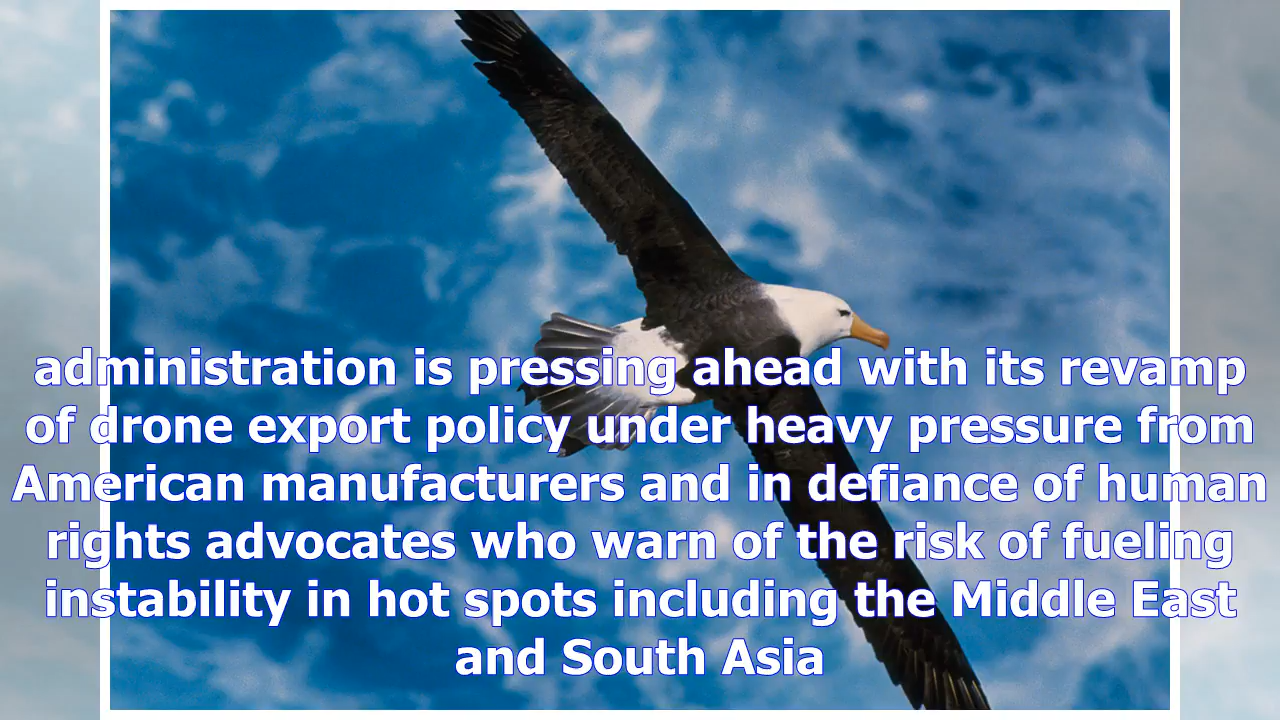 administration is pressing ahead with its revamp
of drone export policy under heavy pressure from
American manufacturers and in defiance of human
rights advocates who warn of the risk of fueling
instability in hot spots including the Middle East
and South Asia